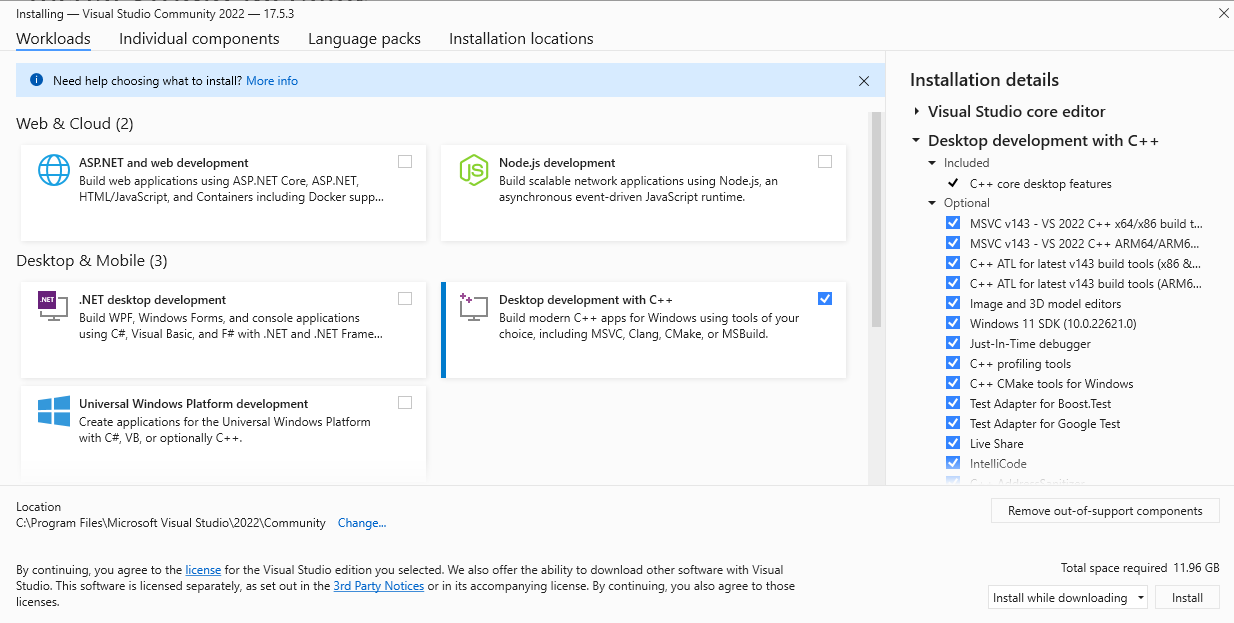 Installing — Visual Studio Community 2022 — 17.5.3
Workloads
Individual components
Language packs
Installation locations
Need help choosing what to install? More info
Web & Cloud (2)
ASP.NET and web development
Build web applications using ASP.NET Core, ASP.NET,
HTML/JavaScript, and Containers including Docker supp...
Node.js development
Build scalable network applications using Node.js, an
asynchronous event-driven JavaScript runtime.
Desktop & Mobile (3)
.NET
.NET desktop development
Build WPF, Windows Forms, and console applications
using C#, Visual Basic, and F# with .NET and .NET Frame...
Desktop development with C++
Build modern C++ apps for Windows using tools of your
choice, including MSVC, Clang, CMake, or MSBuild.
Universal Windows Platform development
Create applications for the Universal Windows Platform
with C#, VB, or optionally C++.
Installation details
Visual Studio core editor
Desktop development with C++
Included
C++ core desktop features
Optional
MSVC v143 - VS 2022 C++ x64/x86 build t...
MSVC v143 - VS 2022 C++ ARM64/ARM6...
C++ ATL for latest v143 build tools (x86 &...
C++ ATL for latest v143 build tools (ARM6...
Image and 3D model editors
Windows 11 SDK (10.0.22621.0)
Just-In-Time debugger
C++ profiling tools
C++ CMake tools for Windows
Test Adapter for Boost.Test
Test Adapter for Google Test
Live Share
IntelliCode
C++ AddressSanitizer
Location
C:\Program Files\Microsoft Visual Studio\2022\Community Change...
Remove out-of-support components
By continuing, you agree to the license for the Visual Studio edition you selected. We also offer the ability to download other software with Visual
Studio. This software is licensed separately, as set out in the 3rd Party Notices or in its accompanying license. By continuing, you also agree to those
licenses.
Total space required 11.96 GB
Install while downloading
Install